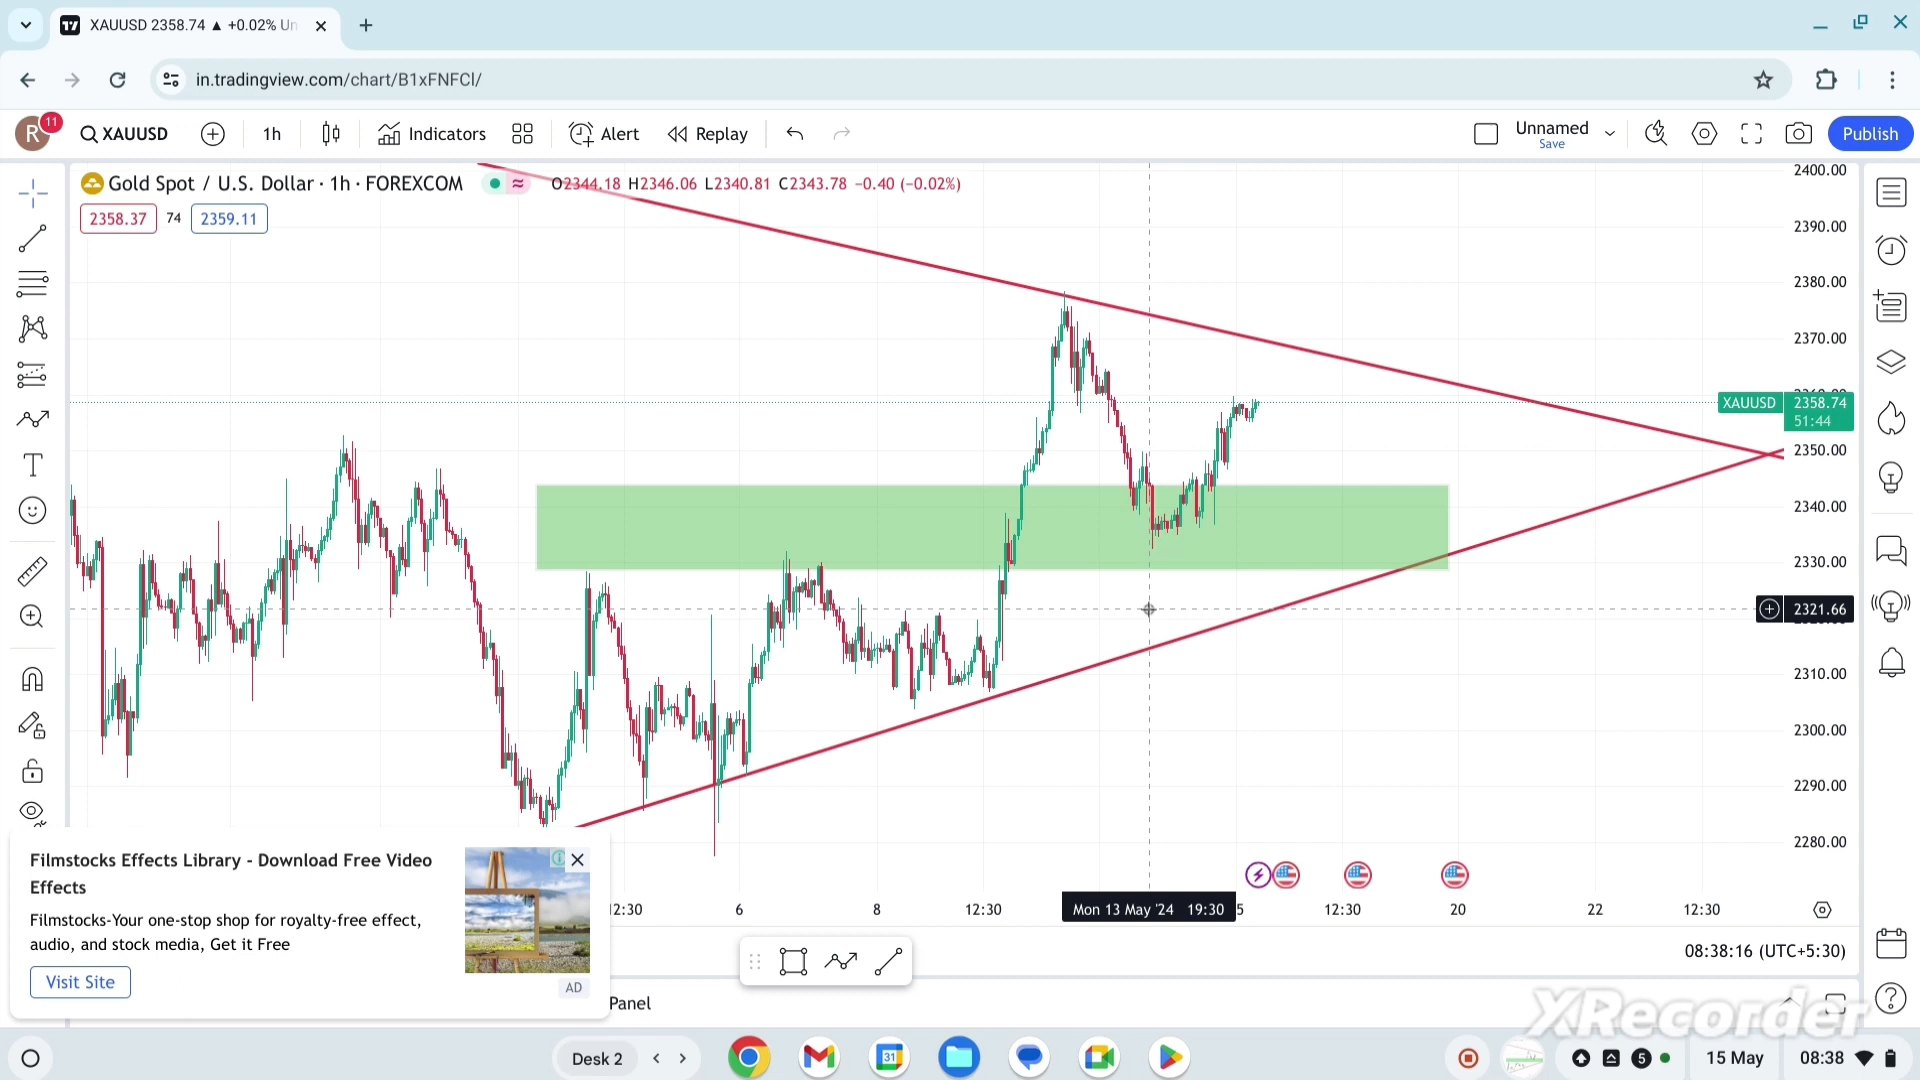 XAUUSD 2358.74 ▲ +0.02% Un
in.tradingview.com/chart/B1xFNFCl/
R
11
XAUUSD
1h
Indicators
Alert
Replay
Unnamed
Save
Publish
Gold Spot / U.S. Dollar · 1h · FOREXCOM
O2344.18 H2346.06 L2340.81 C2343.78 −0.40 (−0.02%)
2358.37
74
2359.11
2400.00
2390.00
2380.00
2370.00
XAUUSD
2358.74
51:44
2350.00
2340.00
2330.00
2321.66
2310.00
2300.00
2290.00
2280.00
12:30
6
8
12:30
Mon 13 May '24 19:30
5
12:30
20
22
12:30
08:38:16 (UTC+5:30)
Filmstocks Effects Library - Download Free Video
Effects
Filmstocks-Your one-stop shop for royalty-free effect,
audio, and stock media, Get it Free
Visit Site
AD
Panel
XRecorder
Desk 2
31
5
15 May
08:38